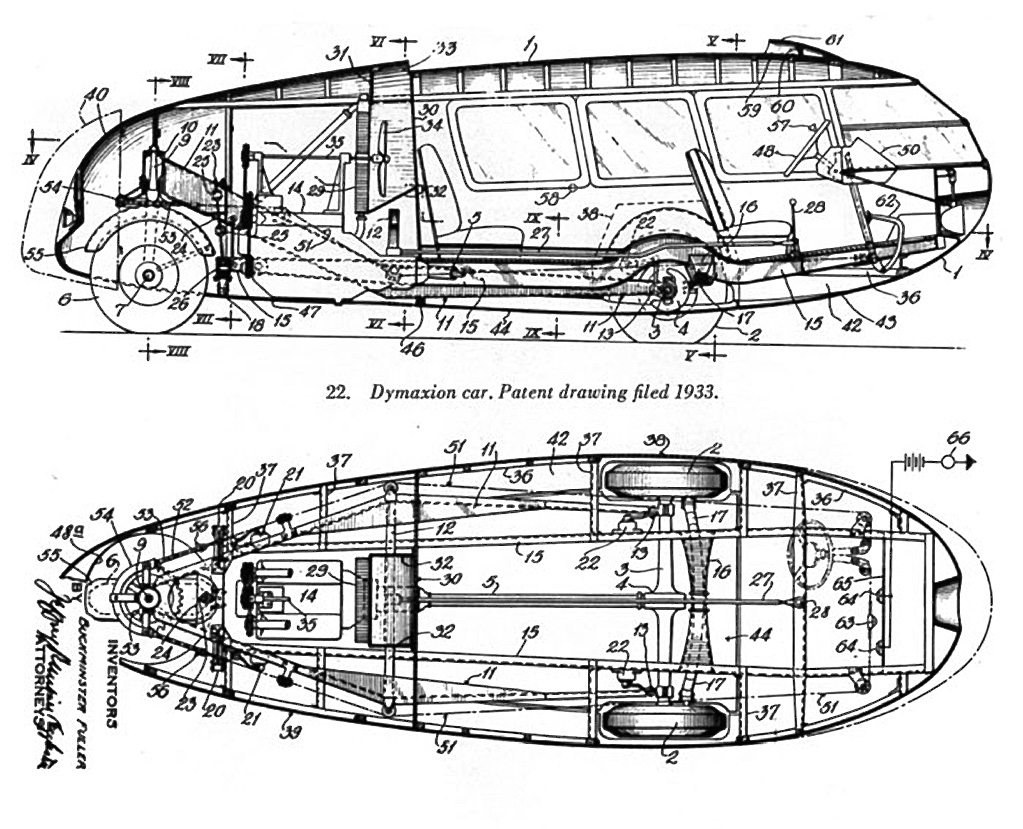 VI 33 1 V 61
VII 31
VIII 59 60
40 30 57
10 11 34
9 23 35 48 50
IV 25
54 29 32 58 62
14 IX 38 22 16 28
53 25 51 12 5 27
55 IV
6 1
7 26 36
VII 18 15 47 VI 11 44 15 IX 11 13 3 4 17 2 15 42 43
VIII 46 V
22. Dymaxion car. Patent drawing filed 1933.
66
51 11 42 37 38 2
20 37 21 37 36 37 36
52
54 53 56 12 17
48a 9 15 22 13 16
55 6 32 3
29 30 5 4 27 65
14 28 64
35 63
32 13 44 64
15 22
53 7 24 11 17
56 23 20 21 37 51
39 51 2
INVENTORS
BUCKMINSTER FULLER
BY
ATTORNEYS